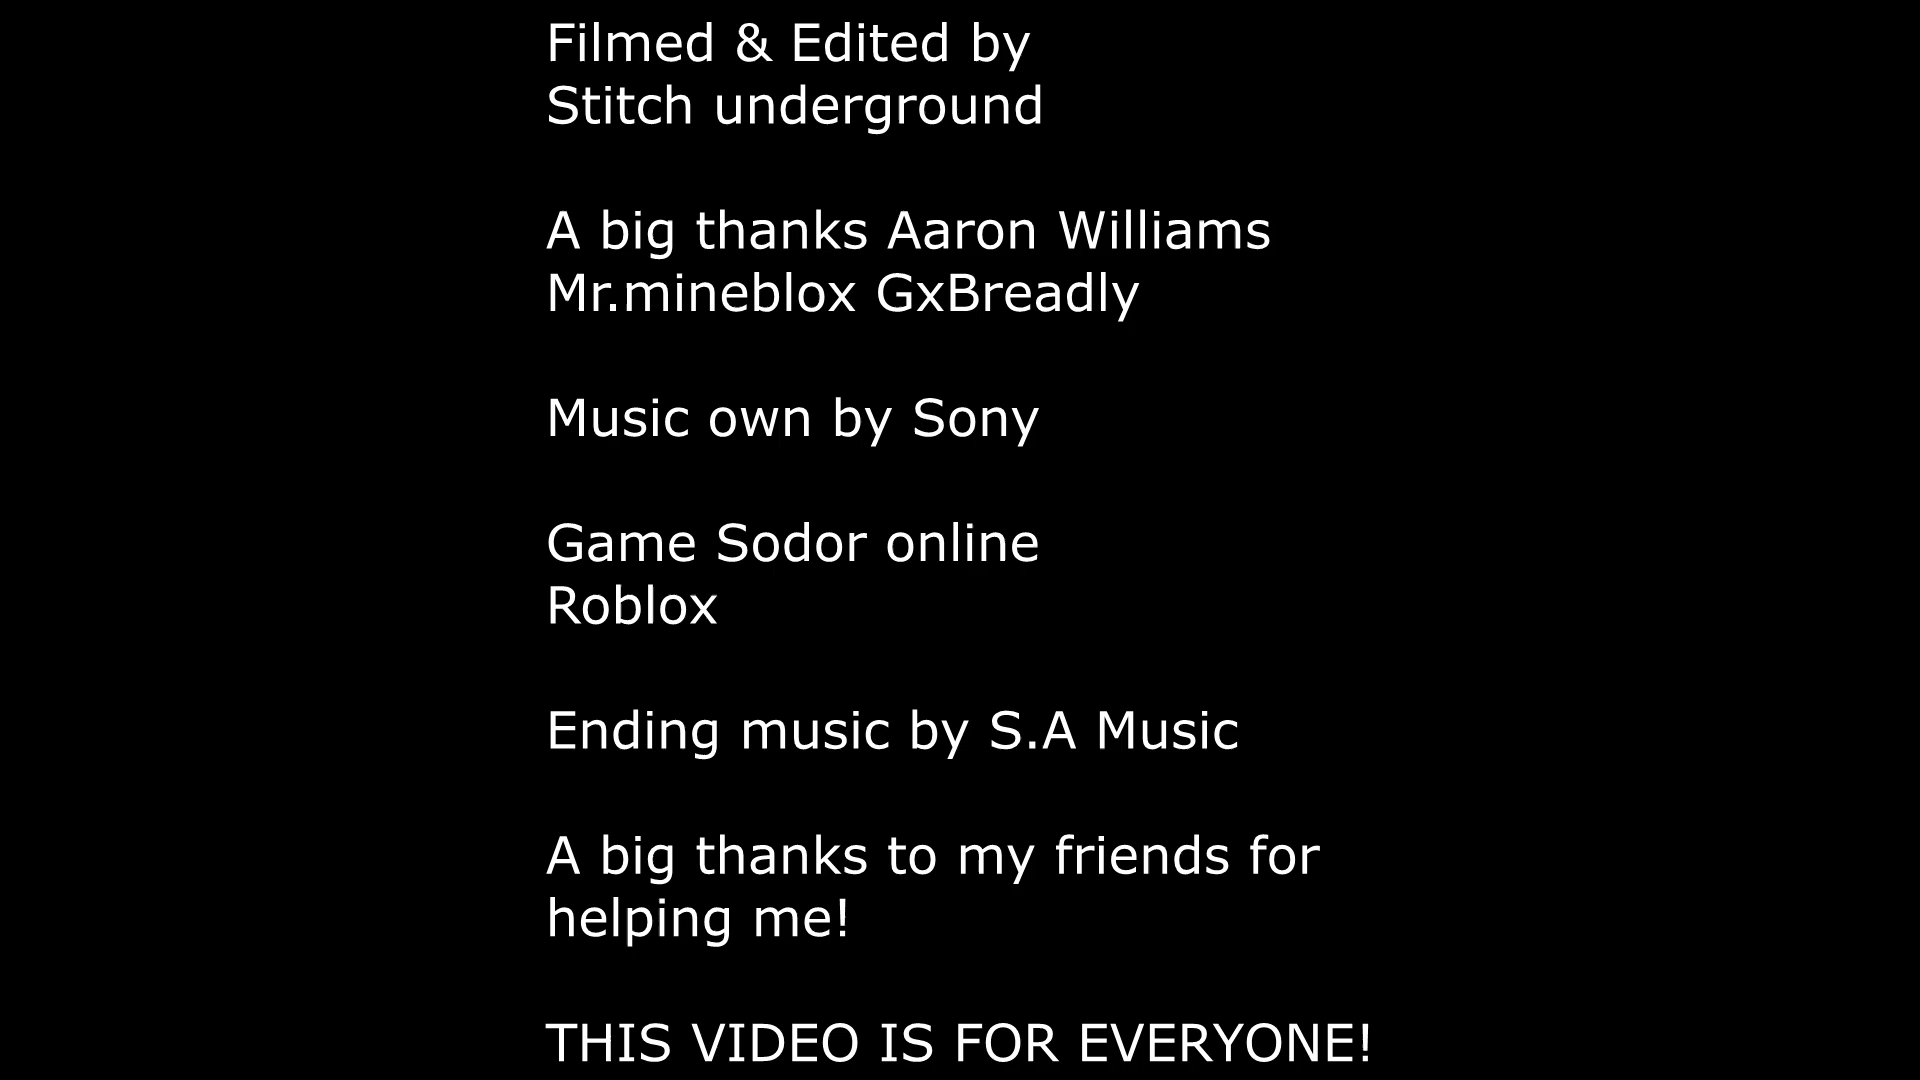 Filmed & Edited by
Stitch underground
A big thanks Aaron Williams
Mr.mineblox GxBreadly
Music own by Sony
Game Sodor online
Roblox
Ending music by S.A Music
A big thanks to my friends for
helping me!
THIS VIDEO IS FOR EVERYONE!